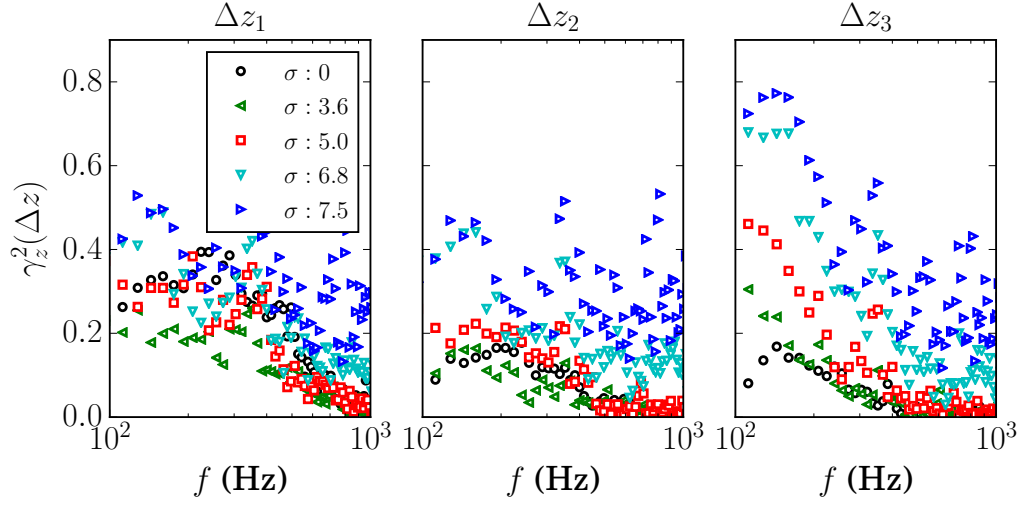 Δz₁ Δz₂ Δz₃
γ_z²(Δz)
0.8
0.6
0.4
0.2
0.0
σ : 0
σ : 3.6
σ : 5.0
σ : 6.8
σ : 7.5
10² 10³ 10² 10³ 10² 10³
f (Hz) f (Hz) f (Hz)